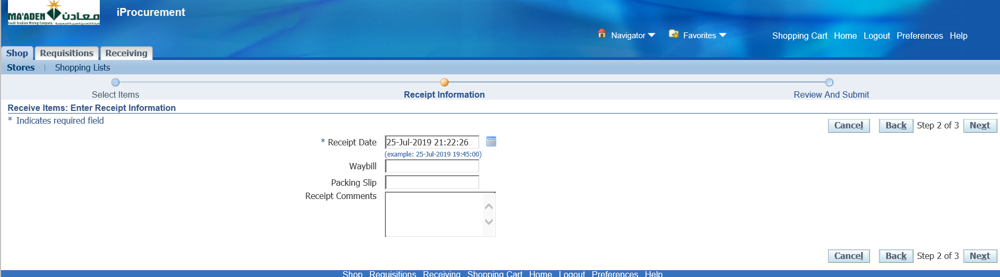 MA'ADEN معادن
Saudi Arabian Mining Company شركة التعدين العربية السعودية
iProcurement
Navigator Favorites Shopping Cart Home Logout Preferences Help
Shop Requisitions Receiving
Stores | Shopping Lists
Select Items Receipt Information Review And Submit
Receive Items: Enter Receipt Information
* Indicates required field
Cancel Back Step 2 of 3 Next
* Receipt Date 25-Jul-2019 21:22:26
(example: 25-Jul-2019 19:45:00)
Waybill
Packing Slip
Receipt Comments
Cancel Back Step 2 of 3 Next
Shop Requisitions Receiving Shopping Cart Home Logout Preferences Help